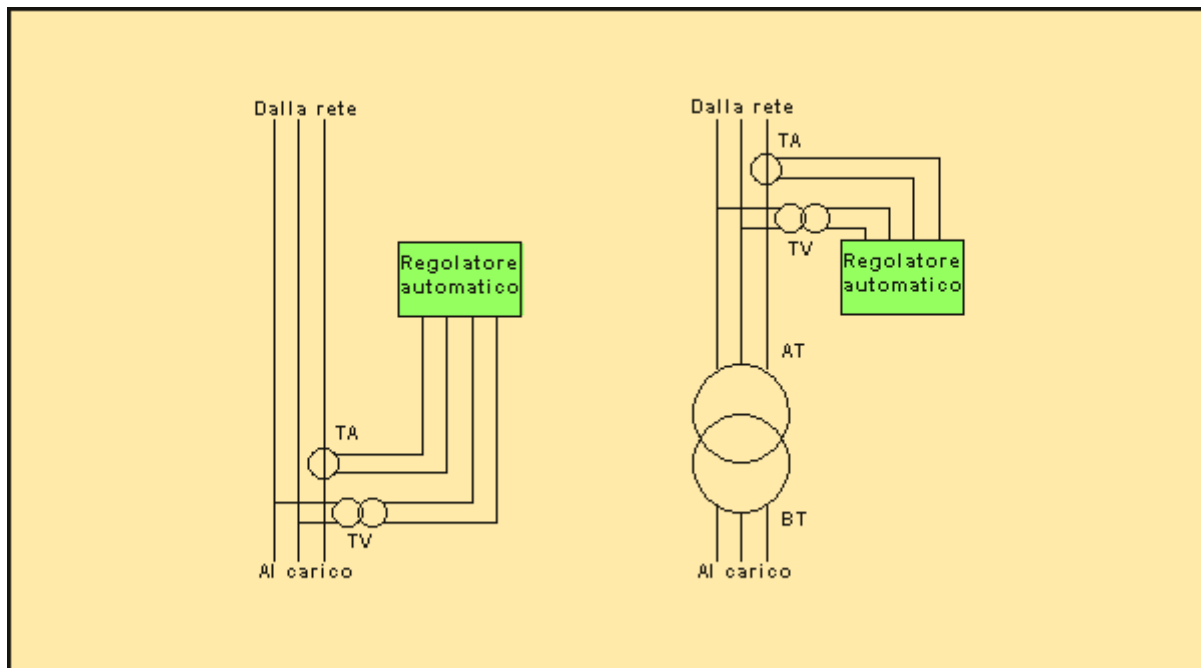 Dalla rete
Regolatore
automatico
TA
TV
Al carico
Dalla rete
TA
TV
Regolatore
automatico
AT
BT
Al carico